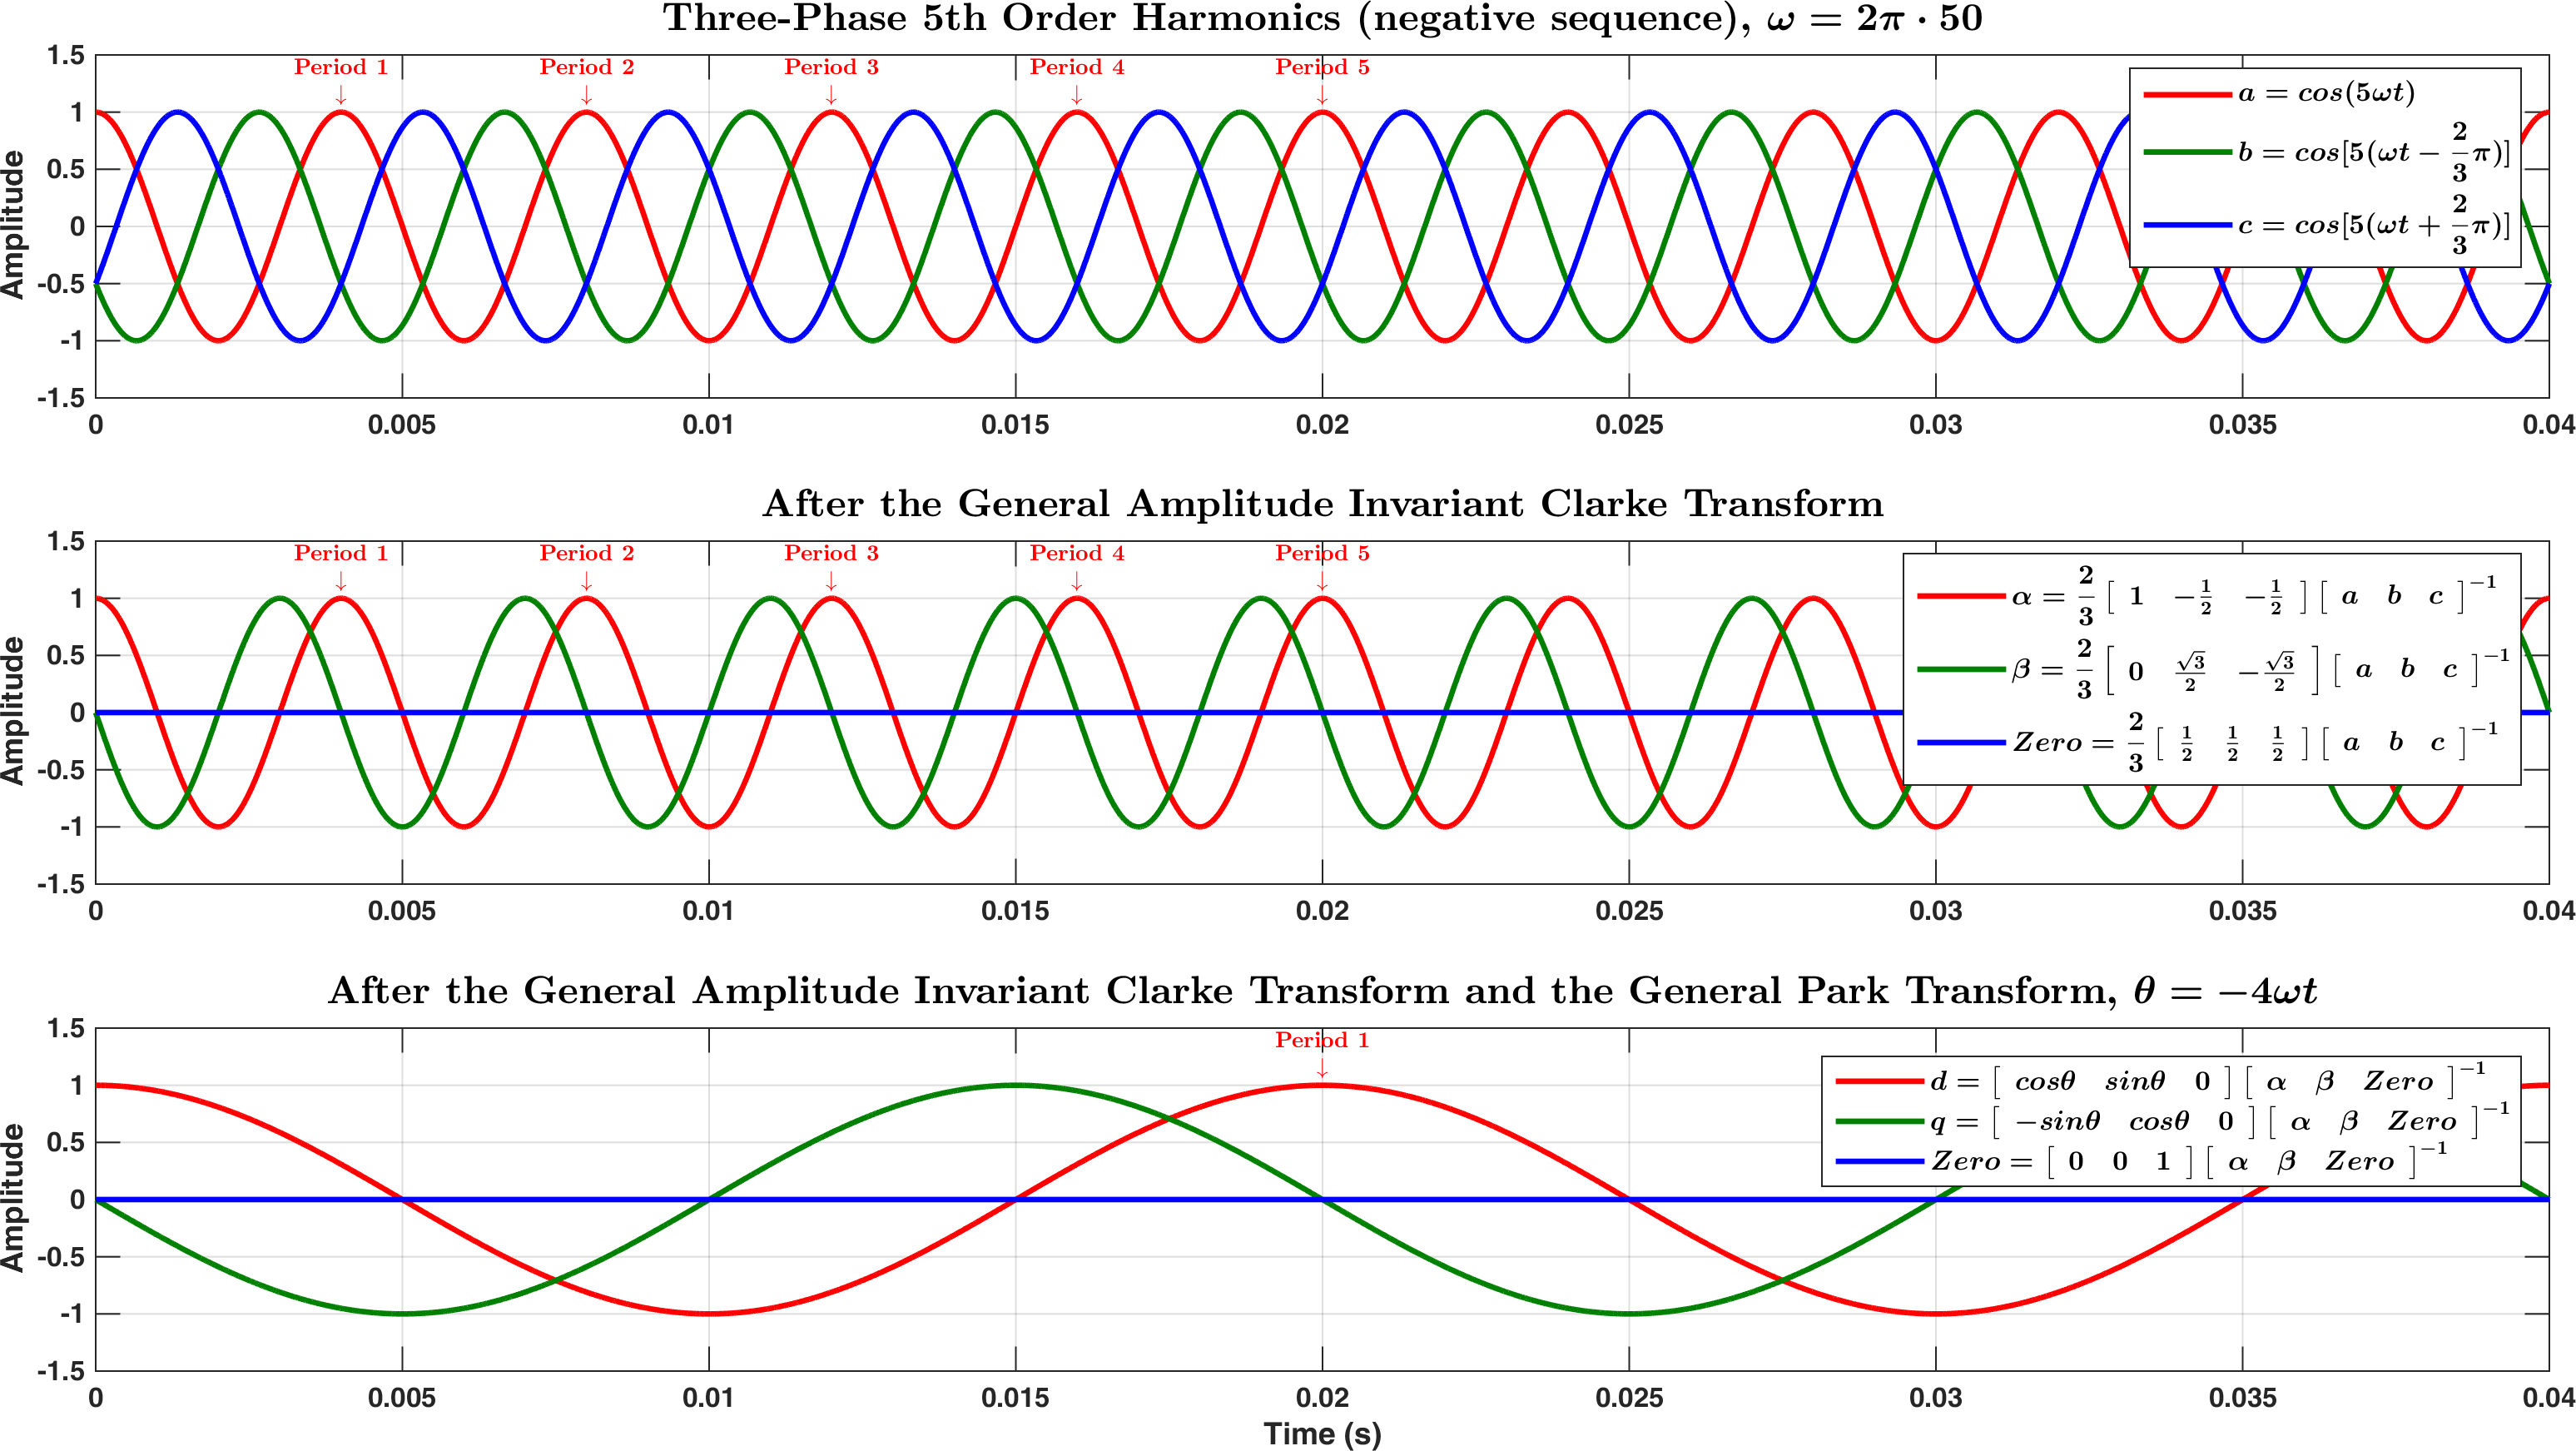 Three-Phase 5th Order Harmonics (negative sequence), ω = 2π · 50
Amplitude
1.5
1
0.5
0
-0.5
-1
-1.5
Period 1
Period 2
Period 3
Period 4
Period 5
a = cos(5ωt)
b = cos[5(ωt − 2/3 π)]
c = cos[5(ωt + 2/3 π)]
0 0.005 0.01 0.015 0.02 0.025 0.03 0.035 0.04
After the General Amplitude Invariant Clarke Transform
Amplitude
1.5
1
0.5
0
-0.5
-1
-1.5
Period 1
Period 2
Period 3
Period 4
Period 5
α = 2/3 [ 1 −1/2 −1/2 ] [ a b c ]⁻¹
β = 2/3 [ 0 √3/2 −√3/2 ] [ a b c ]⁻¹
Zero = 2/3 [ 1/2 1/2 1/2 ] [ a b c ]⁻¹
0 0.005 0.01 0.015 0.02 0.025 0.03 0.035 0.04
After the General Amplitude Invariant Clarke Transform and the General Park Transform, θ = −4ωt
Amplitude
1.5
1
0.5
0
-0.5
-1
-1.5
Period 1
d = [ cosθ sinθ 0 ] [ α β Zero ]⁻¹
q = [ −sinθ cosθ 0 ] [ α β Zero ]⁻¹
Zero = [ 0 0 1 ] [ α β Zero ]⁻¹
0 0.005 0.01 0.015 0.02 0.025 0.03 0.035 0.04
Time (s)